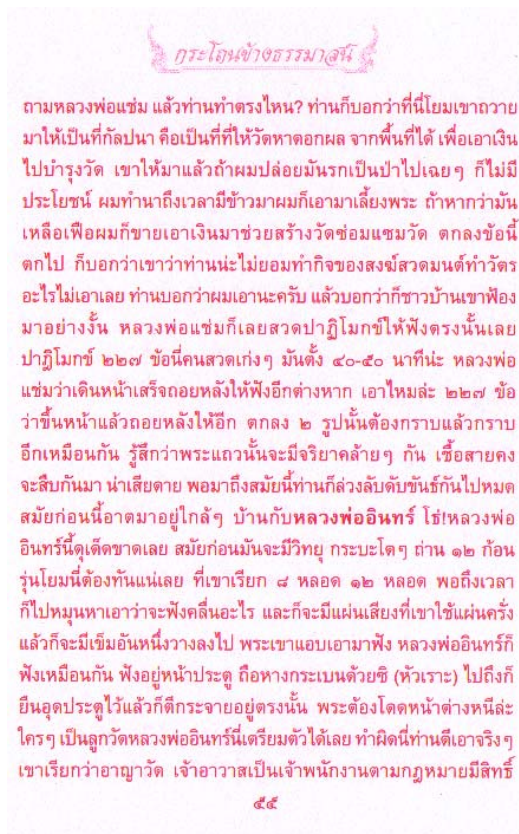 กระโถนข้างธรรมาสน์
ถามหลวงพ่อแช่ม แล้วท่านทำตรงไหน? ท่านก็บอกว่าที่นี่โยมเขาถวาย
มาให้เป็นที่กัลปนา คือเป็นที่ที่ให้วัดหาดอกผล จากพื้นที่ได้ เพื่อเอาเงิน
ไปบำรุงวัด เขาให้มาแล้วถ้าผมปล่อยมันรกเป็นป่าไปเฉยๆ ก็ไม่มี
ประโยชน์ ผมทำนาถึงเวลามีข้าวมาผมก็เอามาเลี้ยงพระ ถ้าหากว่ามัน
เหลือเฟือผมก็ขายเอาเงินมาช่วยสร้างวัดซ่อมแซมวัด ตกลงข้อนี้
ตกไป ก็บอกว่าเขาว่าท่านน่ะไม่ยอมทำกิจของสงฆ์สวดมนต์ทำวัตร
อะไรไม่เอาเลย ท่านบอกว่าผมเอานะครับ แล้วบอกว่าก็ชาวบ้านเขาฟ้อง
มาอย่างงั้น หลวงพ่อแช่มก็เลยสวดปาฏิโมกข์ให้ฟังตรงนั้นเลย
ปาฏิโมกข์ ๒๒๗ ข้อนี่คนสวดเก่งๆ มันตั้ง ๔๐-๕๐ นาทีน่ะ หลวงพ่อ
แช่มว่าเดินหน้าเสร็จถอยหลังให้ฟังอีกต่างหาก เอาไหมล่ะ ๒๒๗ ข้อ
ว่าขึ้นหน้าแล้วถอยหลังให้อีก ตกลง ๒ รูปนั้นต้องกราบแล้วกราบ
อีกเหมือนกัน รู้สึกว่าพระแถวนั้นจะมีจริยาคล้ายๆ กัน เชื้อสายคง
จะสืบกันมา น่าเสียดาย พอมาถึงสมัยนี้ท่านก็ล่วงลับดับขันธ์กันไปหมด
สมัยก่อนนี้อาตมาอยู่ใกล้ๆ บ้านกับหลวงพ่ออินทร์ โธ่!หลวงพ่อ
อินทร์นี้ดุเด็ดขาดเลย สมัยก่อนมันจะมีวิทยุ กระบะโตๆ ถ่าน ๑๒ ก้อน
รุ่นโยมนี่ต้องทันแน่เลย ที่เขาเรียก ๘ หลอด ๑๒ หลอด พอถึงเวลา
ก็ไปหมุนหาเอาว่าจะฟังคลื่นอะไร และก็จะมีแผ่นเสียงที่เขาใช้แผ่นครั่ง
แล้วก็จะมีเข็มอันหนึ่งวางลงไป พระเขาแอบเอามาฟัง หลวงพ่ออินทร์ก็
ฟังเหมือนกัน ฟังอยู่หน้าประตู ถือหางกระเบนด้วยซิ (หัวเราะ) ไปถึงก็
ยืนอุดประตูไว้แล้วก็ตีกระจายอยู่ตรงนั้น พระต้องโดดหน้าต่างหนีล่ะ
ใครๆ เป็นลูกวัดหลวงพ่ออินทร์นี่เตรียมตัวได้เลย ทำผิดนี่ท่านตีเอาจริงๆ
เขาเรียกว่าอาญาวัด เจ้าอาวาสเป็นเจ้าพนักงานตามกฎหมายมีสิทธิ์
๕๕